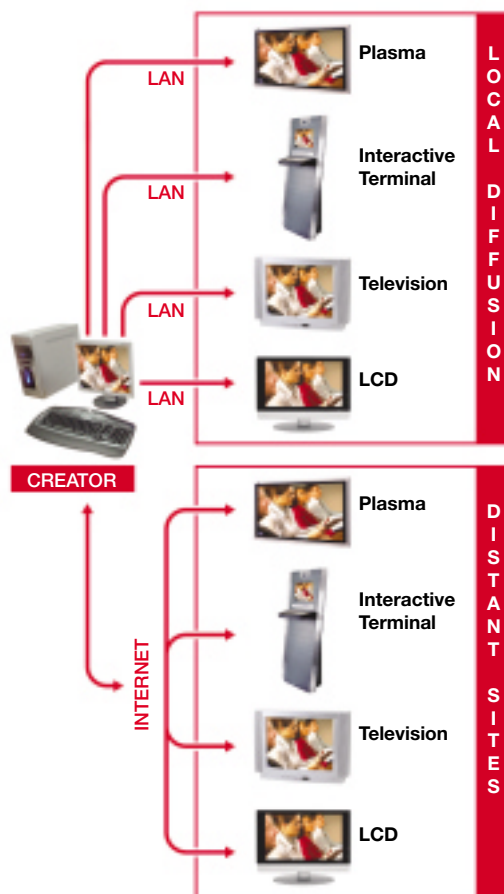 LAN
Plasma
LAN
Interactive
Terminal
LAN
Television
LAN
LCD
LOCAL DIFFUSION
CREATOR
INTERNET
Plasma
Interactive
Terminal
Television
LCD
DISTANT SITES